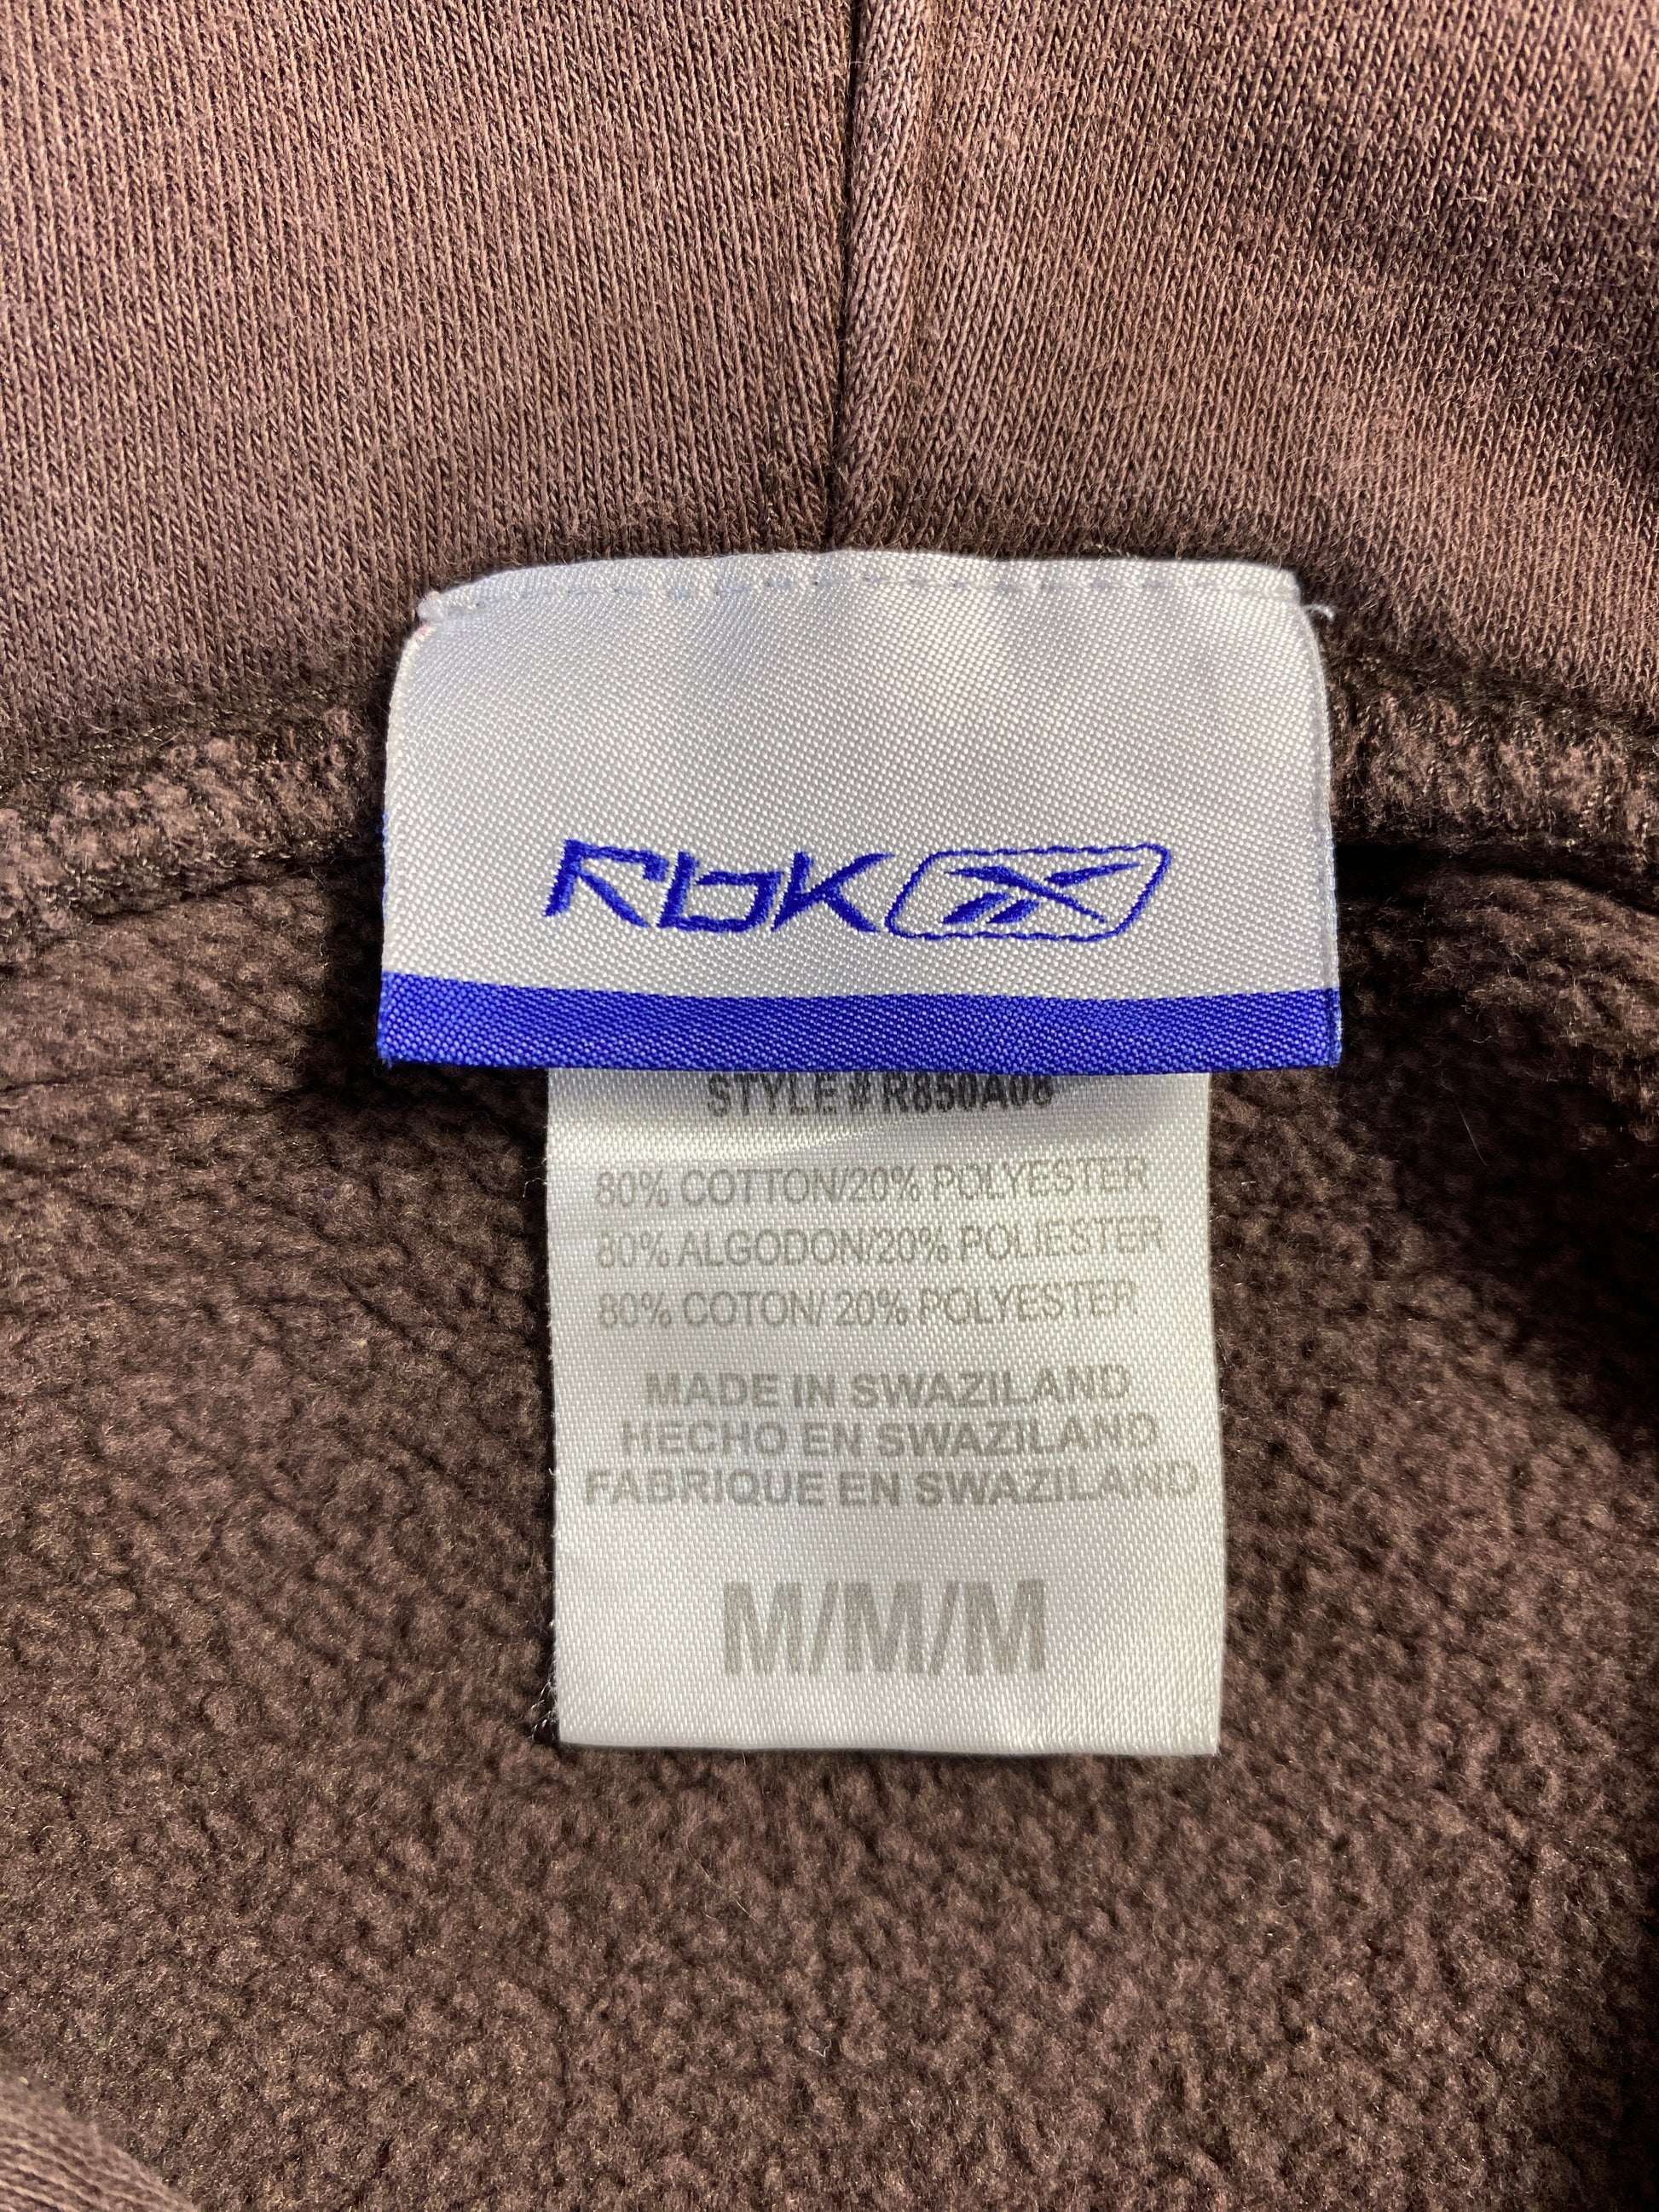 Rbk
STYLE # R850A08
80% COTTON/20% POLYESTER
80% ALGODON/20% POLIESTER
80% COTON/ 20% POLYESTER
MADE IN SWAZILAND
HECHO EN SWAZILAND
FABRIQUE EN SWAZILAND
M/M/M